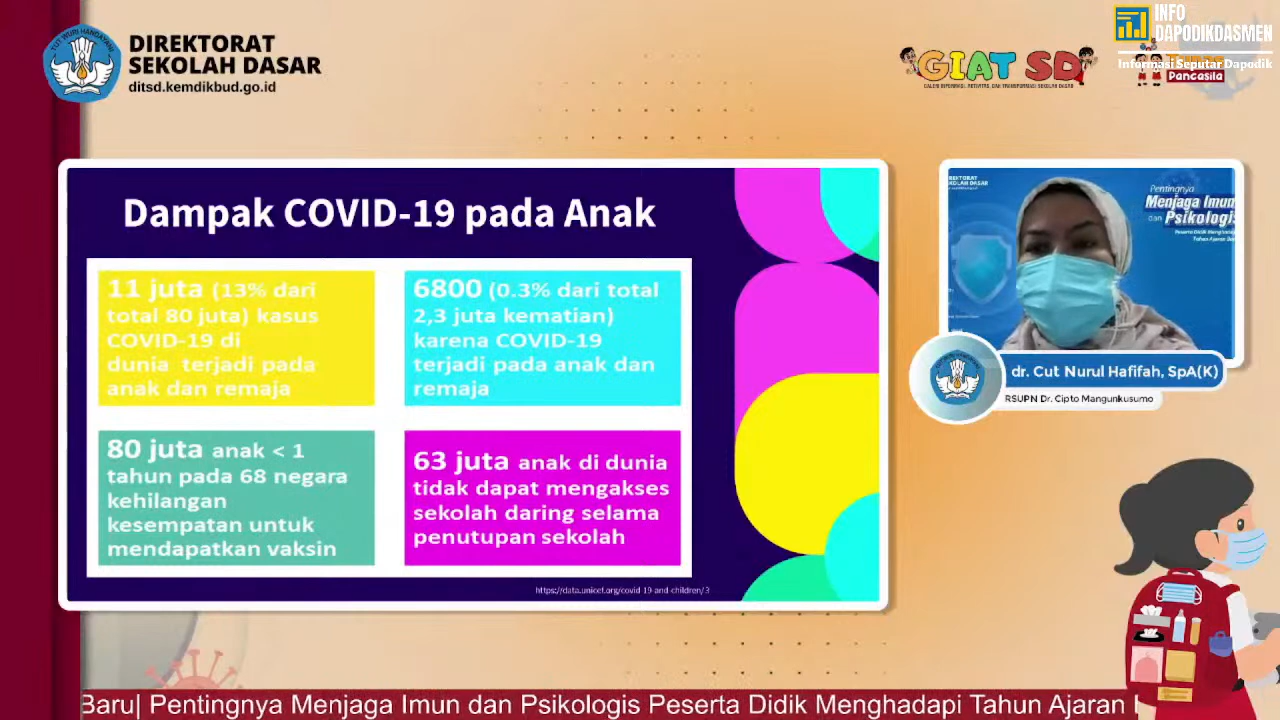 TUT WURI HANDAYANI
DIREKTORAT
SEKOLAH DASAR
ditsd.kemdikbud.go.id
GIAT SD
INFO
DAPODIKDASMEN
Informasi Seputar Dapodik
Pancasila
Dampak COVID-19 pada Anak
11 juta (13% dari
total 80 juta) kasus
COVID-19 di
dunia terjadi pada
anak dan remaja
6800 (0.3% dari total
2,3 juta kematian)
karena COVID-19
terjadi pada anak dan
remaja
80 juta anak < 1
tahun pada 68 negara
kehilangan
kesempatan untuk
mendapatkan vaksin
63 juta anak di dunia
tidak dapat mengakses
sekolah daring selama
penutupan sekolah
https://data.unicef.org/covid-19-and-children/
3
Pentingnya
Menjaga Imun
dan Psikologis
dr. Cut Nurul Hafifah, SpA(K)
RSUPN Dr. Cipto Mangunkusumo
Baru| Pentingnya Menjaga Imun dan Psikologis Peserta Didik Menghadapi Tahun Ajaran